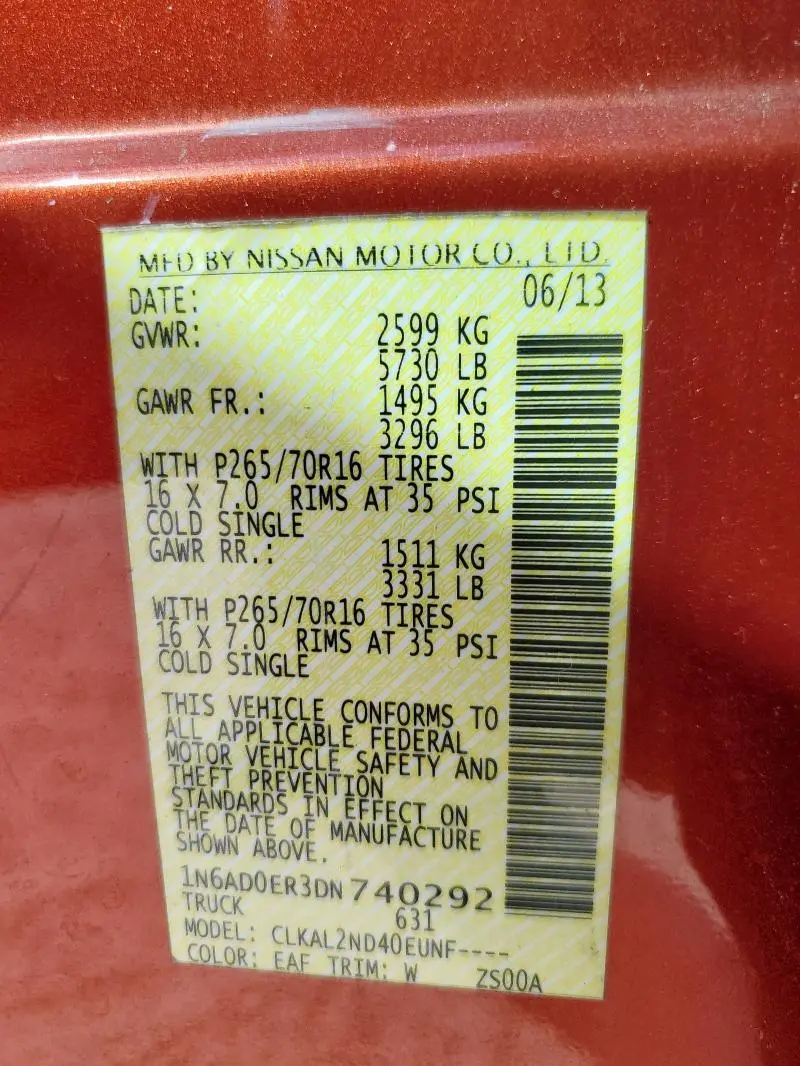 MFD BY NISSAN MOTOR CO., LTD.
DATE: 06/13
GVWR: 2599 KG
5730 LB
GAWR FR.: 1495 KG
3296 LB
WITH P265/70R16 TIRES
16 X 7.0 RIMS AT 35 PSI
COLD SINGLE
GAWR RR.: 1511 KG
3331 LB
WITH P265/70R16 TIRES
16 X 7.0 RIMS AT 35 PSI
COLD SINGLE
THIS VEHICLE CONFORMS TO
ALL APPLICABLE FEDERAL
MOTOR VEHICLE SAFETY AND
THEFT PREVENTION
STANDARDS IN EFFECT ON
THE DATE OF MANUFACTURE
SHOWN ABOVE.
1N6AD0ER3DN740292
TRUCK 631
MODEL: CLKAL2ND40EUNF----
COLOR: EAF TRIM: W ZS00A